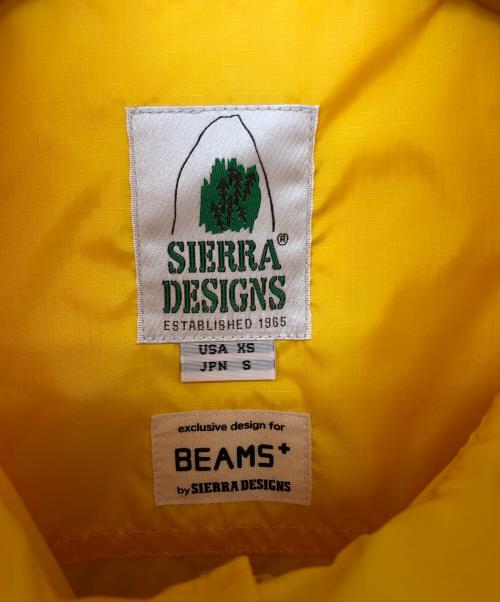 SIERRA®
DESIGNS
ESTABLISHED 1965
USA XS
JPN S
exclusive design for
BEAMS+
by SIERRA DESIGNS